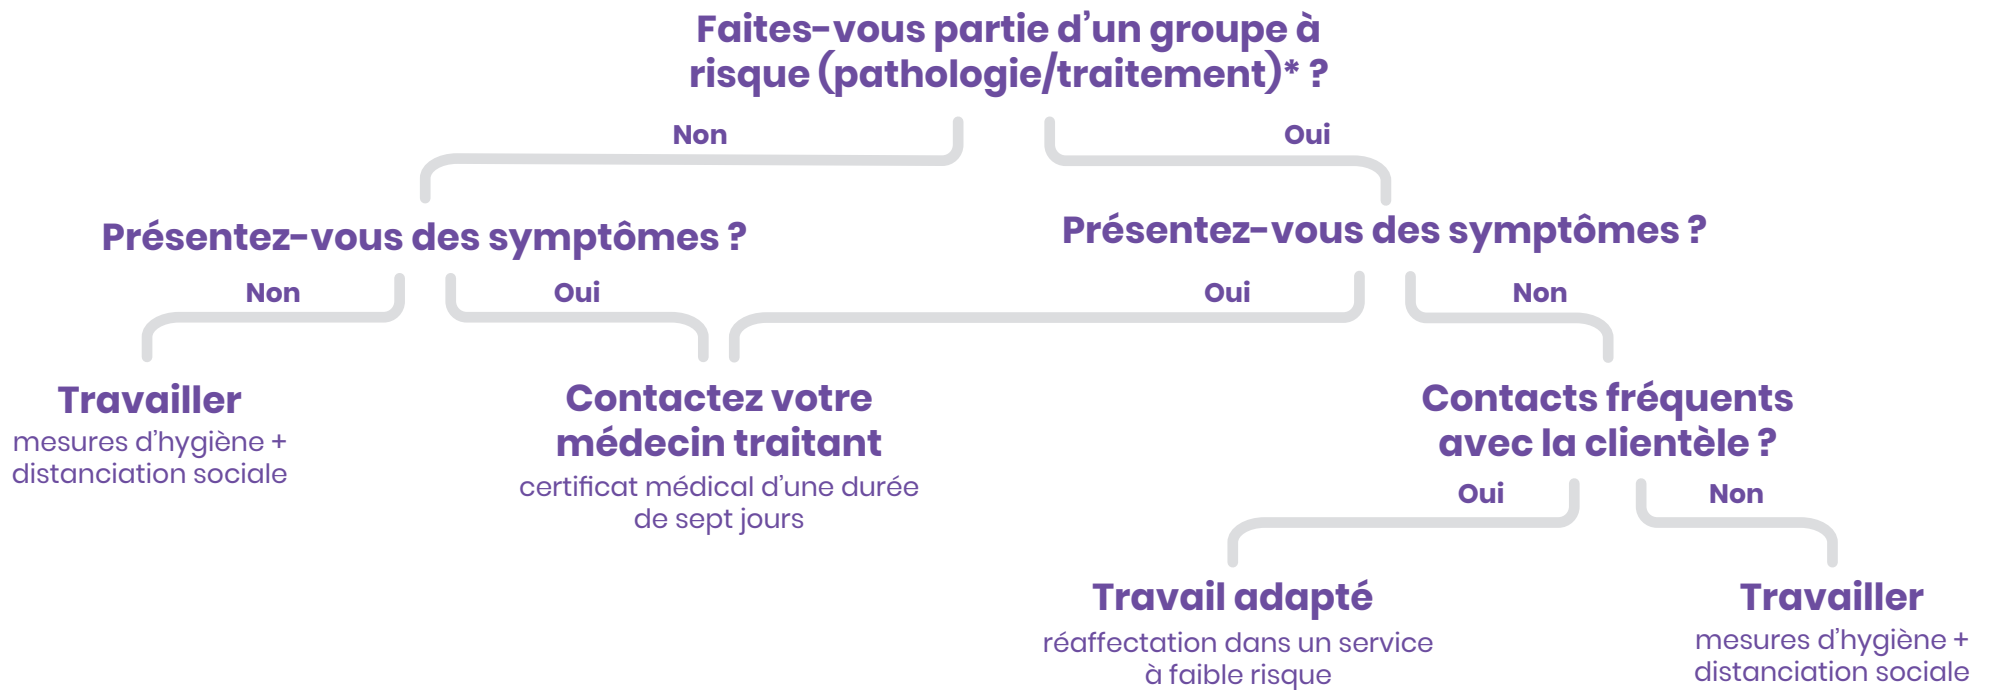 Faites-vous partie d’un groupe à
risque (pathologie/traitement)* ?
Non
Oui
Présentez-vous des symptômes ?
Présentez-vous des symptômes ?
Non
Oui
Oui
Non
Travailler
mesures d’hygiène +
distanciation sociale
Contactez votre
médecin traitant
certificat médical d’une durée
de sept jours
Contacts fréquents
avec la clientèle ?
Oui
Non
Travail adapté
réaffectation dans un service
à faible risque
Travailler
mesures d’hygiène +
distanciation sociale